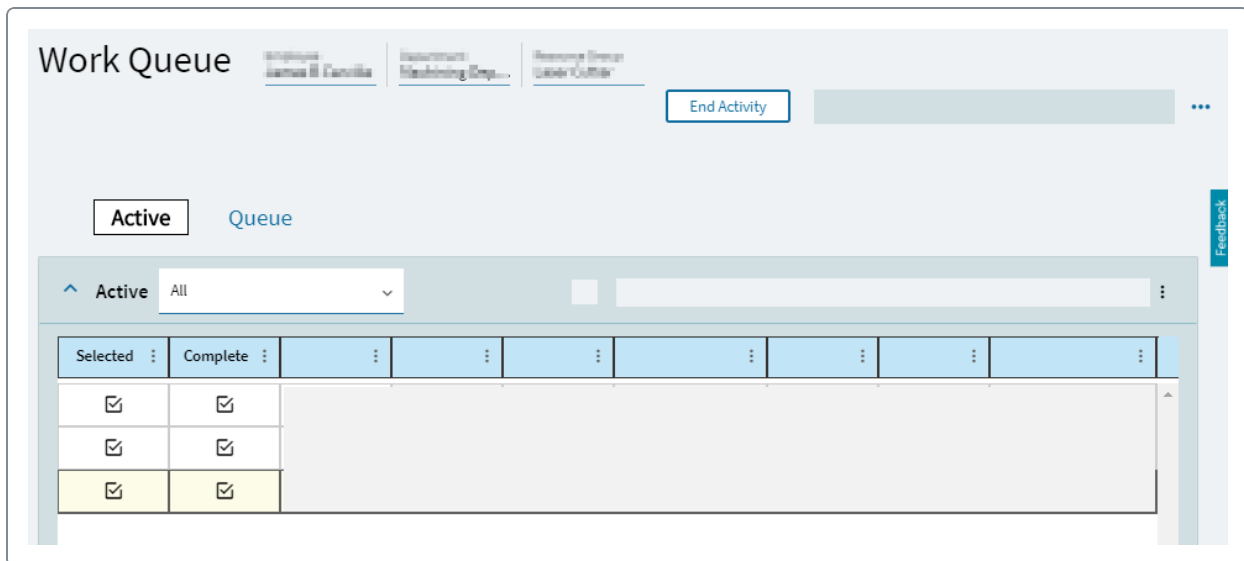 Work Queue
End Activity
Feedback
Active Queue
Active All
Selected Complete